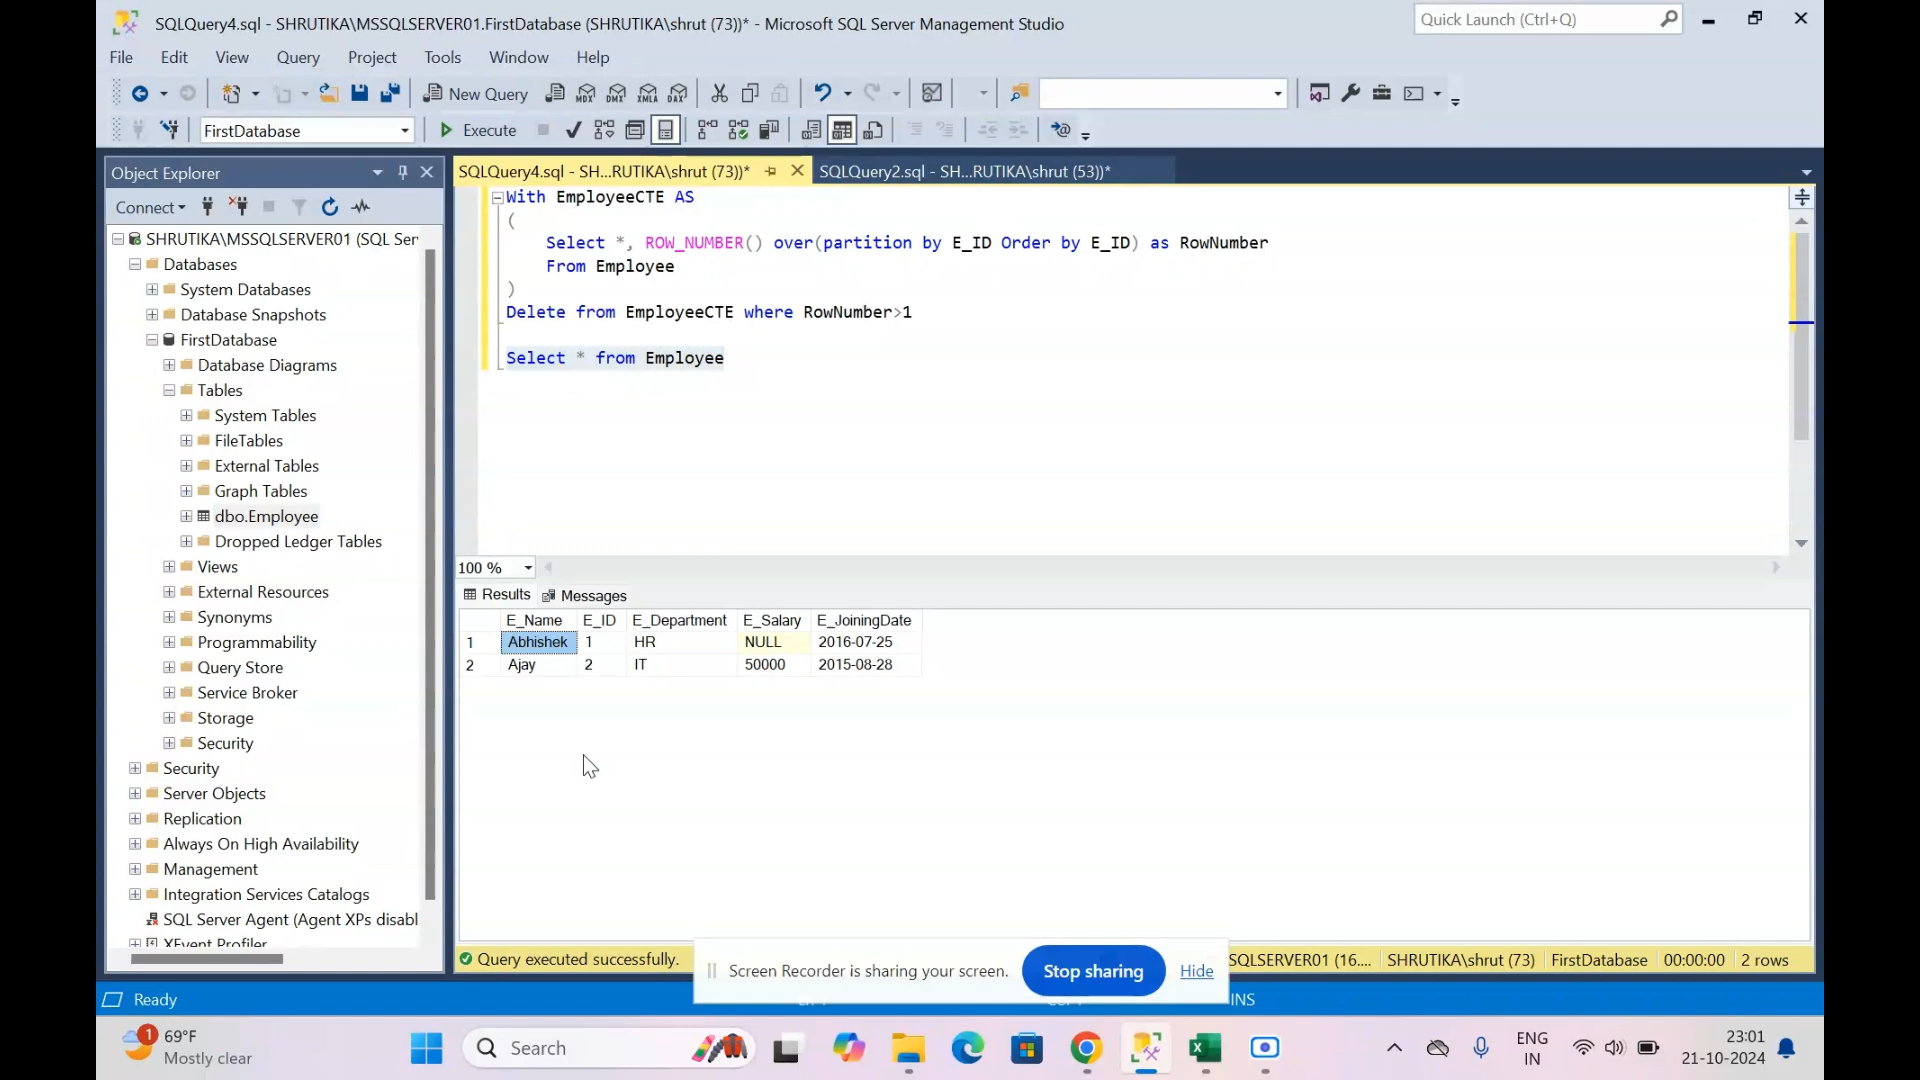 SQLQuery4.sql - SHRUTIKA\MSSQLSERVER01.FirstDatabase (SHRUTIKA\shrut (73))* - Microsoft SQL Server Management Studio
Quick Launch (Ctrl+Q)
File Edit View Query Project Tools Window Help
New Query
MDX DMX XMLA DAX
FirstDatabase
Execute
Object Explorer
SQLQuery4.sql - SH...RUTIKA\shrut (73))*
SQLQuery2.sql - SH...RUTIKA\shrut (53))*
Connect
SHRUTIKA\MSSQLSERVER01 (SQL Ser
Databases
System Databases
Database Snapshots
FirstDatabase
Database Diagrams
Tables
System Tables
FileTables
External Tables
Graph Tables
dbo.Employee
Dropped Ledger Tables
Views
External Resources
Synonyms
Programmability
Query Store
Service Broker
Storage
Security
Security
Server Objects
Replication
Always On High Availability
Management
Integration Services Catalogs
SQL Server Agent (Agent XPs disabl
XEvent Profiler
With EmployeeCTE AS
(
Select *, ROW_NUMBER() over(partition by E_ID Order by E_ID) as RowNumber
From Employee
)
Delete from EmployeeCTE where RowNumber>1
Select * from Employee
100 %
Results Messages
E_Name E_ID E_Department E_Salary E_JoiningDate
1 Abhishek 1 HR NULL 2016-07-25
2 Ajay 2 IT 50000 2015-08-28
Query executed successfully.
Screen Recorder is sharing your screen. Stop sharing Hide
SQLSERVER01 (16.... SHRUTIKA\shrut (73) FirstDatabase 00:00:00 2 rows
Ready
INS
1
69°F
Mostly clear
Search
ENG
IN
23:01
21-10-2024